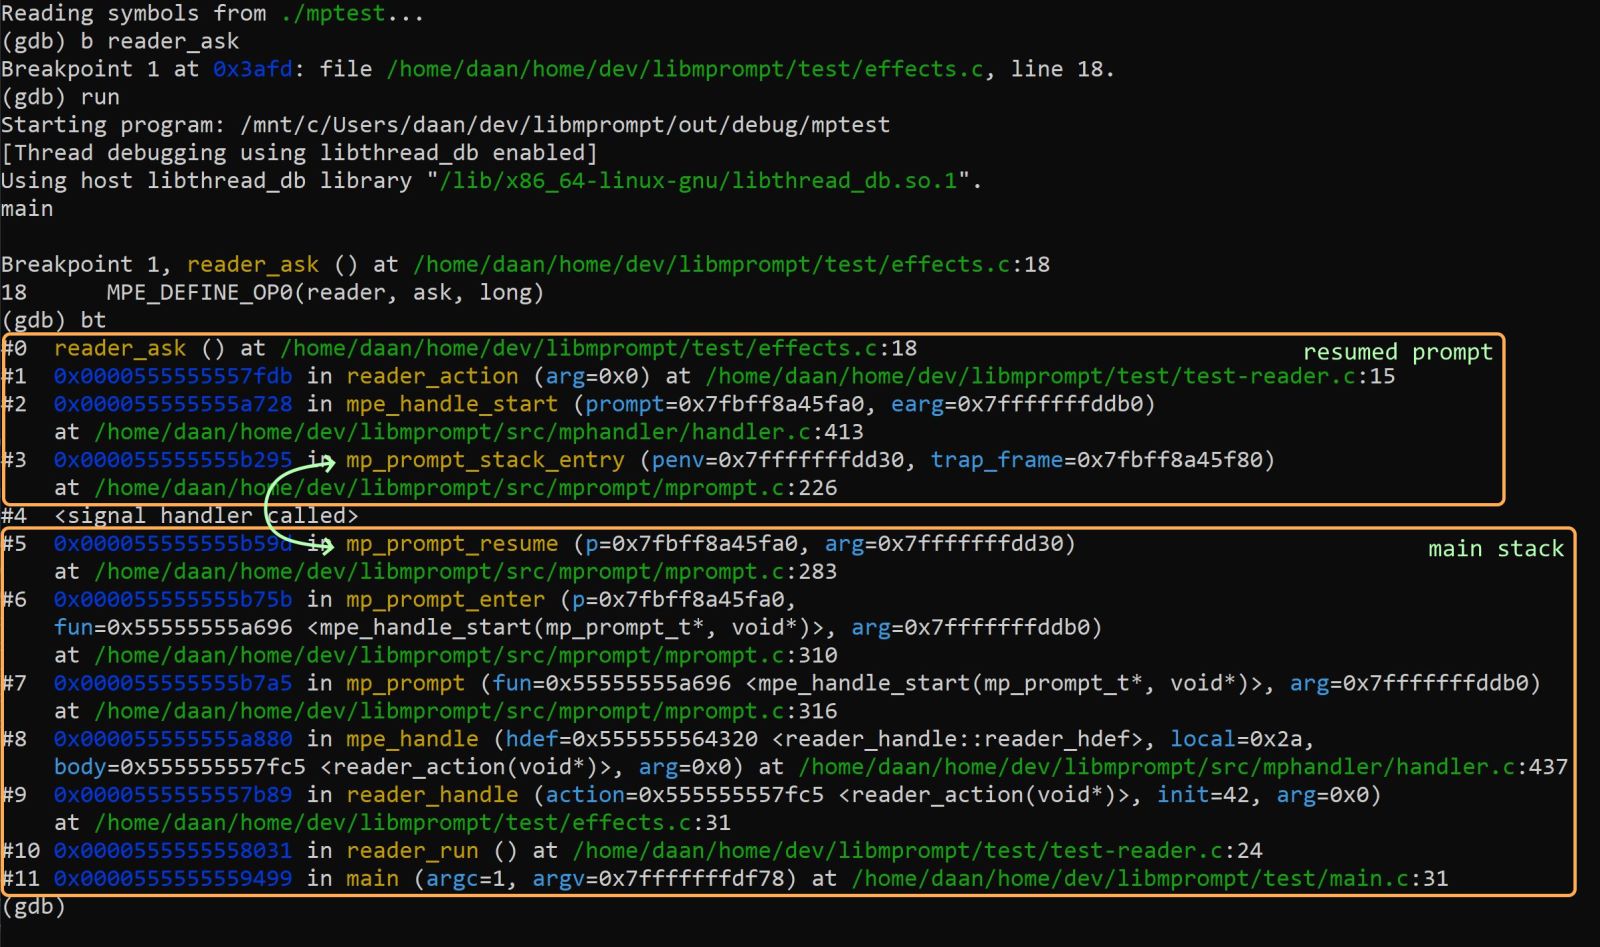 Reading symbols from ./mptest...
(gdb) b reader_ask
Breakpoint 1 at 0x3afd: file /home/daan/home/dev/libmprompt/test/effects.c, line 18.
(gdb) run
Starting program: /mnt/c/Users/daan/dev/libmprompt/out/debug/mptest
[Thread debugging using libthread_db enabled]
Using host libthread_db library "/lib/x86_64-linux-gnu/libthread_db.so.1".
main
Breakpoint 1, reader_ask () at /home/daan/home/dev/libmprompt/test/effects.c:18
18      MPE_DEFINE_OP0(reader, ask, long)
(gdb) bt
#0  reader_ask () at /home/daan/home/dev/libmprompt/test/effects.c:18
resumed prompt
#1  0x0000555555557fdb in reader_action (arg=0x0) at /home/daan/home/dev/libmprompt/test/test-reader.c:15
#2  0x000055555555a728 in mpe_handle_start (prompt=0x7fbff8a45fa0, earg=0x7fffffffddb0)
at /home/daan/home/dev/libmprompt/src/mphandler/handler.c:413
#3  0x000055555555b295 in mp_prompt_stack_entry (penv=0x7fffffffdd30, trap_frame=0x7fbff8a45f80)
at /home/daan/home/dev/libmprompt/src/mprompt/mprompt.c:226
#4  <signal handler called>
#5  0x000055555555b59d in mp_prompt_resume (p=0x7fbff8a45fa0, arg=0x7fffffffdd30)
main stack
at /home/daan/home/dev/libmprompt/src/mprompt/mprompt.c:283
#6  0x000055555555b75b in mp_prompt_enter (p=0x7fbff8a45fa0,
fun=0x55555555a696 <mpe_handle_start(mp_prompt_t*, void*)>, arg=0x7fffffffddb0)
at /home/daan/home/dev/libmprompt/src/mprompt/mprompt.c:310
#7  0x000055555555b7a5 in mp_prompt (fun=0x55555555a696 <mpe_handle_start(mp_prompt_t*, void*)>, arg=0x7fffffffddb0)
at /home/daan/home/dev/libmprompt/src/mprompt/mprompt.c:316
#8  0x000055555555a880 in mpe_handle (hdef=0x555555564320 <reader_handle::reader_hdef>, local=0x2a,
body=0x555555557fc5 <reader_action(void*)>, arg=0x0) at /home/daan/home/dev/libmprompt/src/mphandler/handler.c:437
#9  0x0000555555557b89 in reader_handle (action=0x555555557fc5 <reader_action(void*)>, init=42, arg=0x0)
at /home/daan/home/dev/libmprompt/test/effects.c:31
#10 0x0000555555558031 in reader_run () at /home/daan/home/dev/libmprompt/test/test-reader.c:24
#11 0x0000555555559499 in main (argc=1, argv=0x7fffffffdf78) at /home/daan/home/dev/libmprompt/test/main.c:31
(gdb)